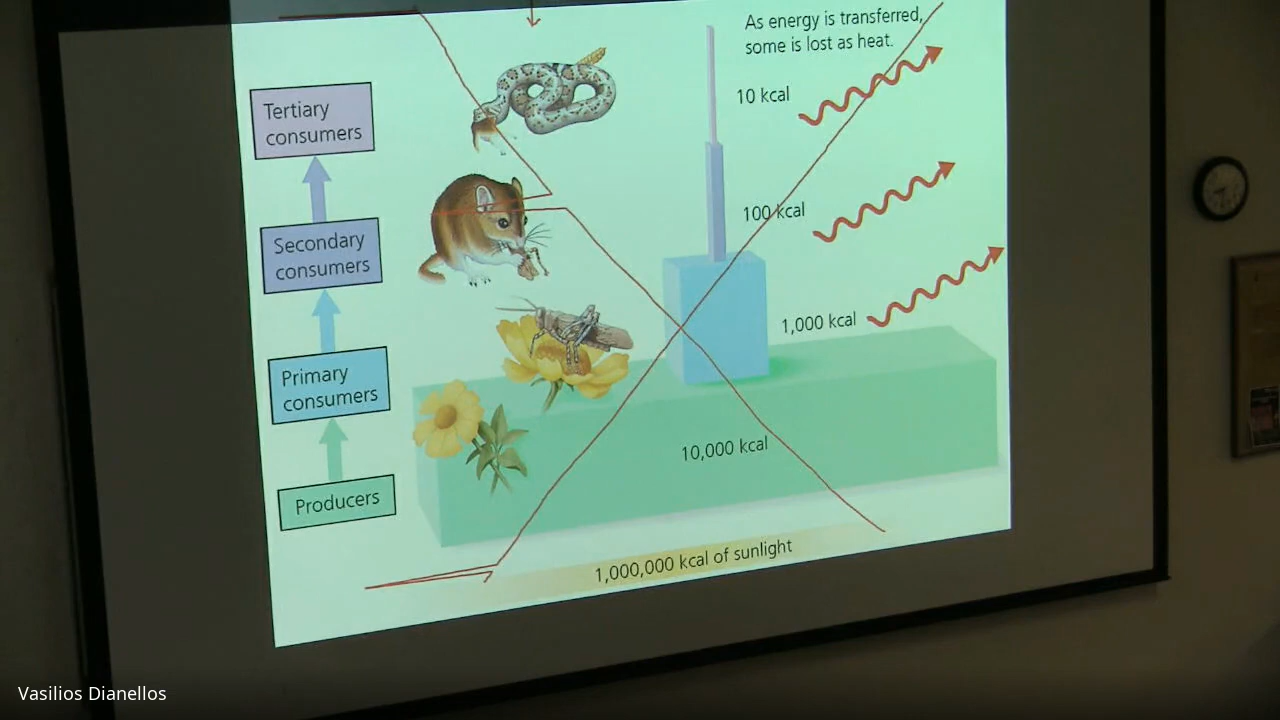 As energy is transferred,
some is lost as heat.
Tertiary
consumers
10 kcal
Secondary
consumers
100 kcal
Primary
consumers
1,000 kcal
Producers
10,000 kcal
1,000,000 kcal of sunlight
Vasilios Dianellos